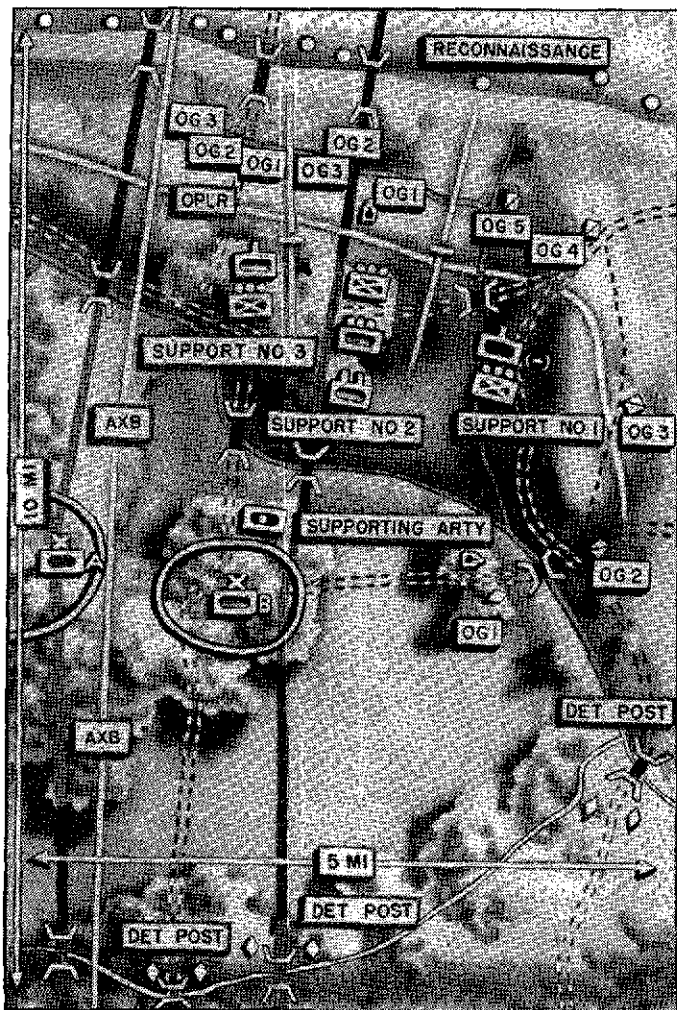 RECONNAISSANCE
OG 3
OG 2
OG 1
OG 2
OG 3
OG 1
OPLR
OG 5
OG 4
SUPPORT NO 3
AXB
SUPPORT NO 2
SUPPORT NO 1
OG 3
10 MI
SUPPORTING ARTY
A
B
OG 2
OG 1
DET POST
AXB
5 MI
DET POST
DET POST